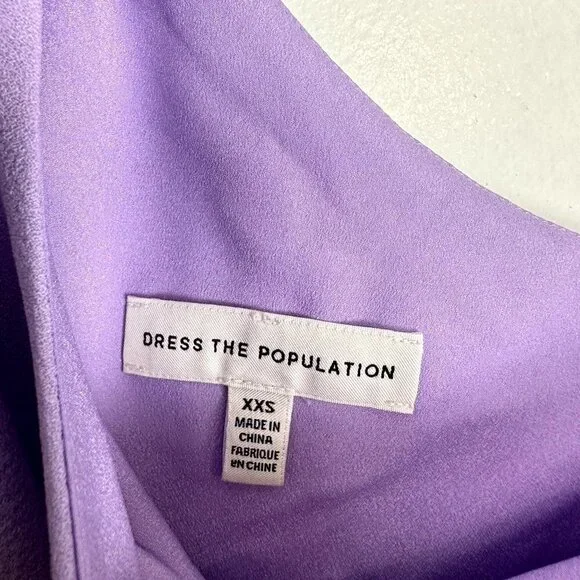 DRESS THE POPULATION
XXS
MADE IN
CHINA
FABRIQUE
EN CHINE